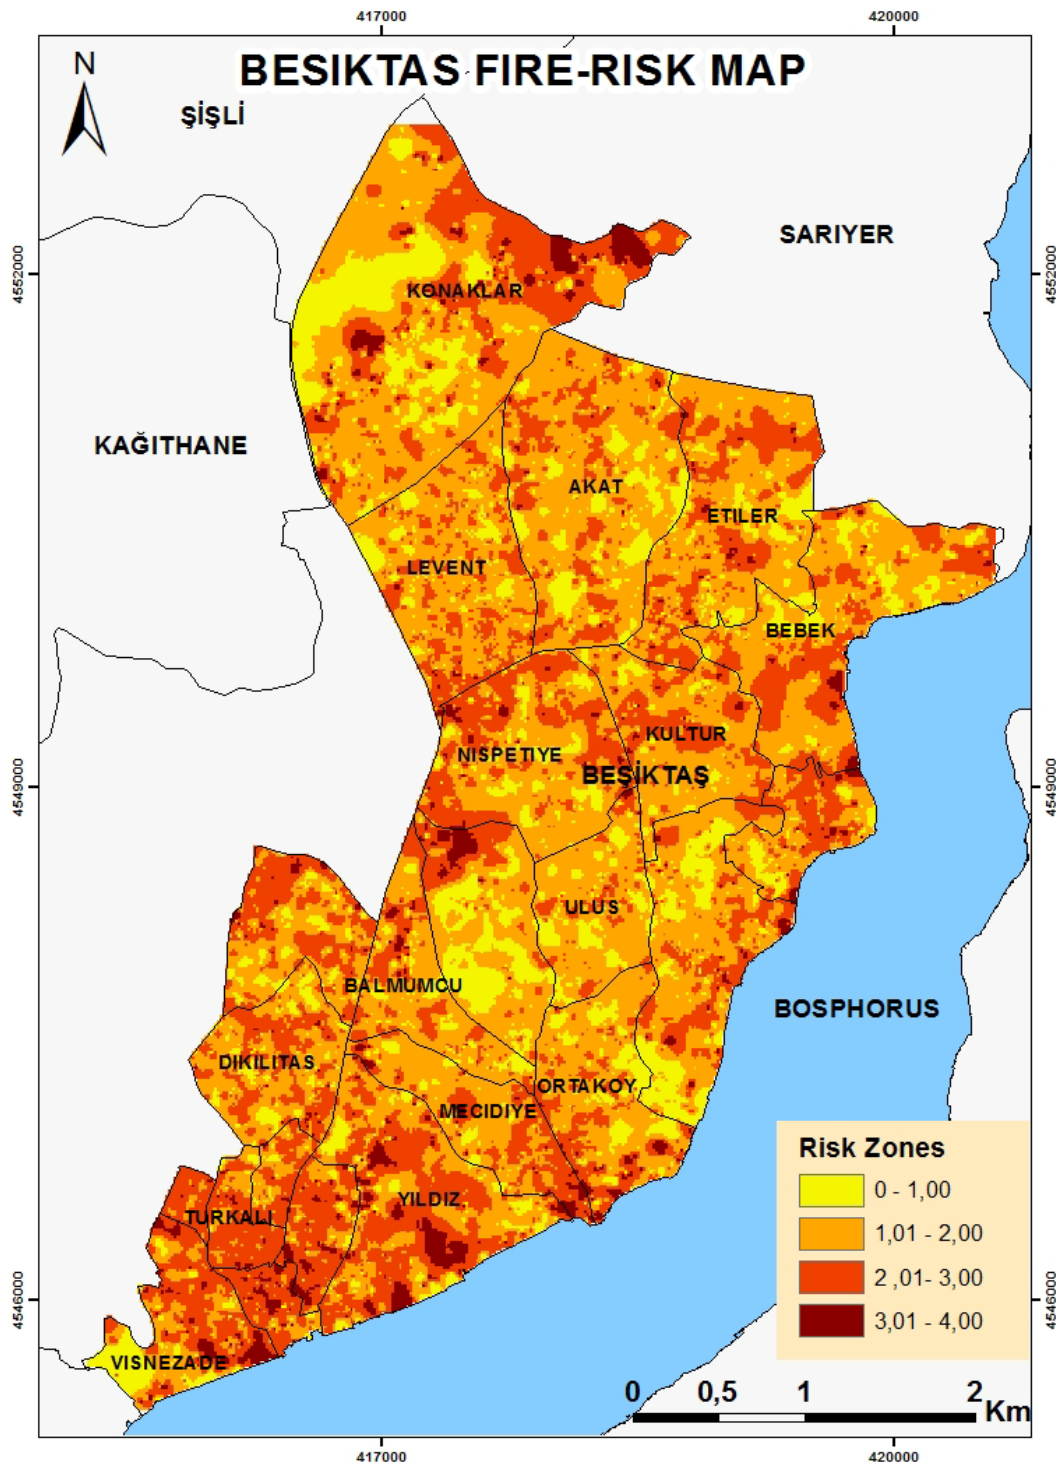 417000
420000
BESIKTAS FIRE-RISK MAP
N
ŞİŞLİ
SARIYER
4552000
4552000
KONAKLAR
KAĞITHANE
AKAT
ETILER
LEVENT
BEBEK
KULTUR
NISPETIYE
BEŞİKTAŞ
4549000
4549000
ULUS
BALMUMCU
BOSPHORUS
DIKILITAS
ORTAKOY
MECIDIYE
YILDIZ
TURKALI
VISNEZADE
4546000
4546000
Risk Zones
0 - 1,00
1,01 - 2,00
2,01- 3,00
3,01 - 4,00
0 0,5 1 2
Km
417000
420000